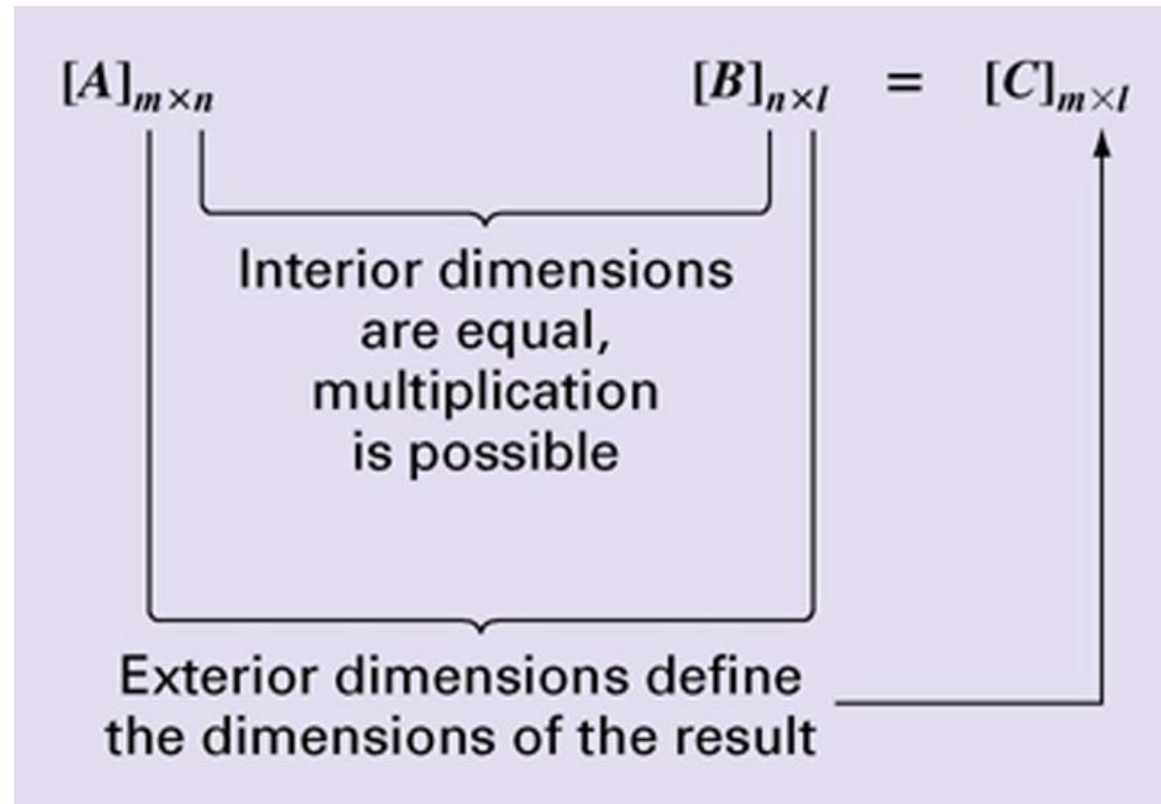 [A]m×n [B]n×l = [C]m×l
Interior dimensions
are equal,
multiplication
is possible
Exterior dimensions define
the dimensions of the result